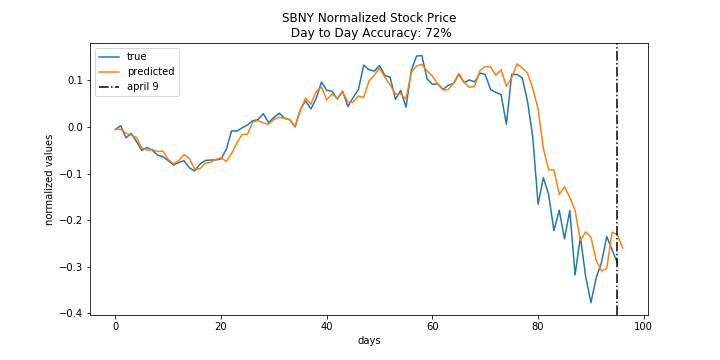 SBNY Normalized Stock Price
Day to Day Accuracy: 72%
true
predicted
april 9
0.1
0.0
−0.1
−0.2
−0.3
−0.4
normalized values
0 20 40 60 80 100
days